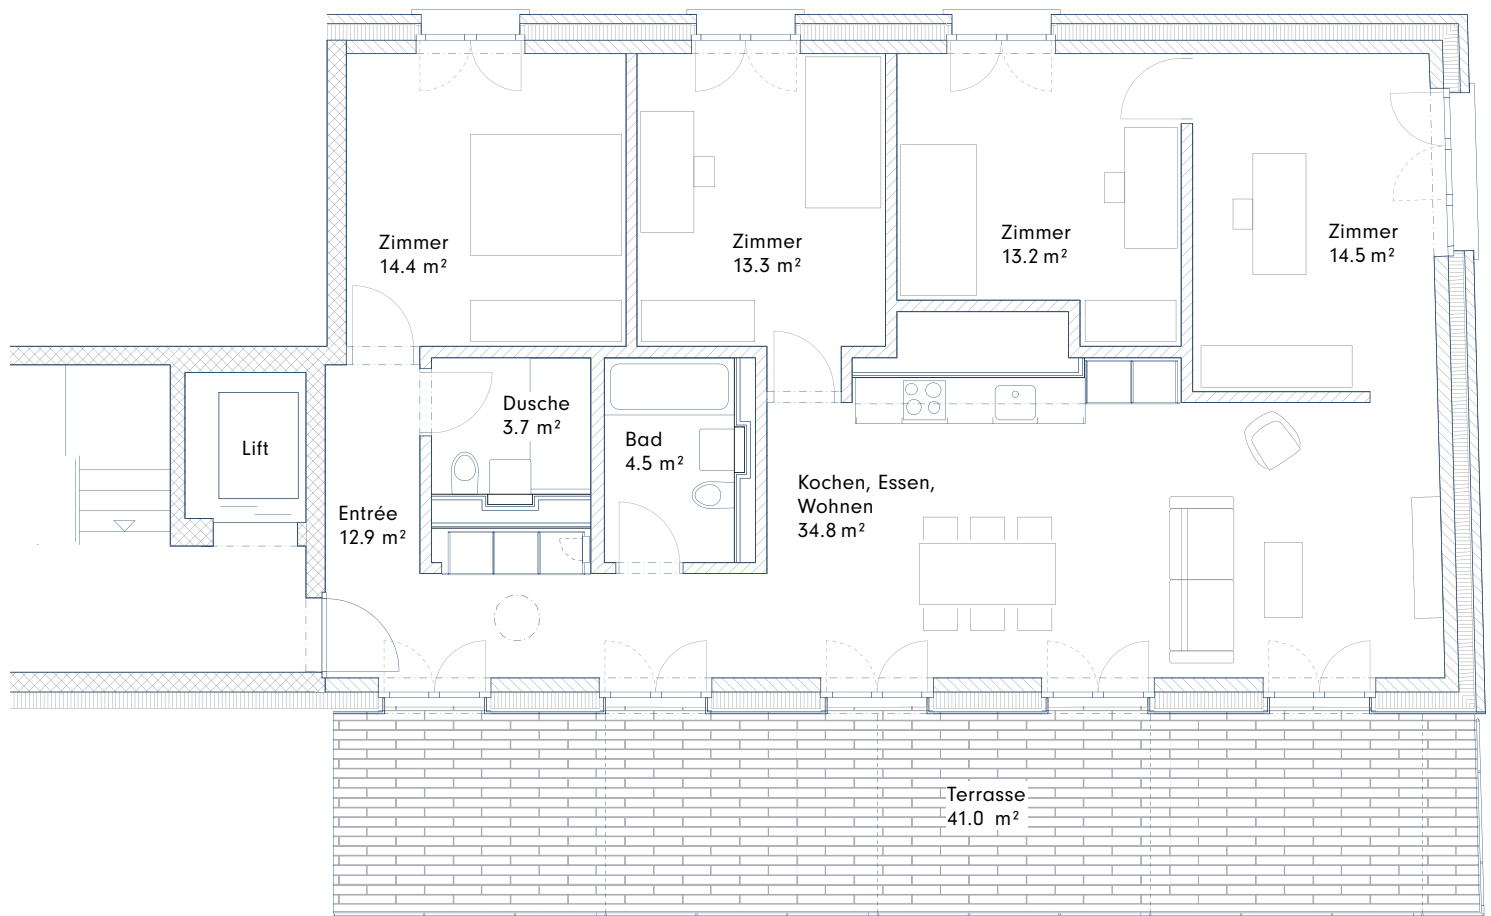 Zimmer
14.4 m²
Zimmer
13.3 m²
Zimmer
13.2 m²
Zimmer
14.5 m²
Lift
Dusche
3.7 m²
Bad
4.5 m²
Entrée
12.9 m²
Kochen, Essen,
Wohnen
34.8 m²
Terrasse
41.0 m²